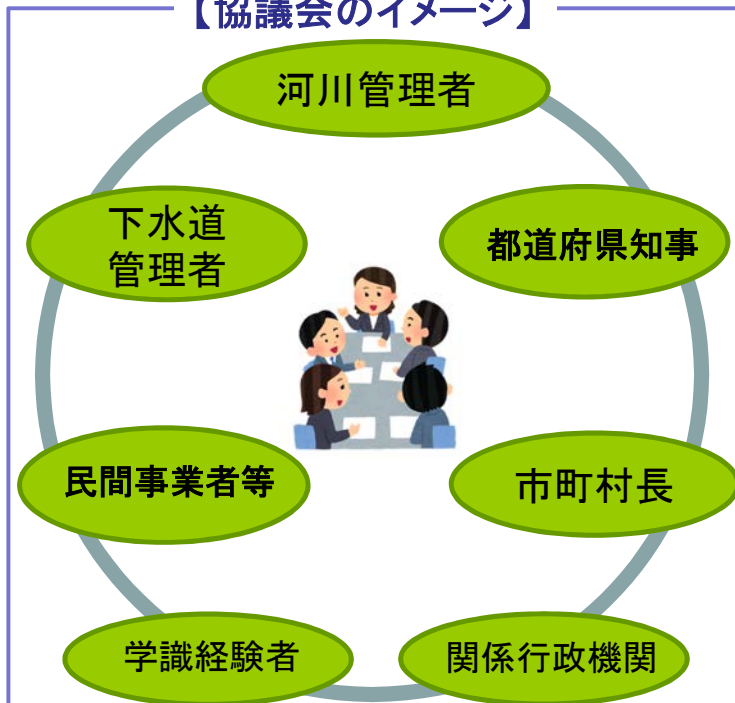 【協議会のイメージ】
河川管理者
下水道
管理者
都道府県知事
民間事業者等
市町村長
学識経験者
関係行政機関